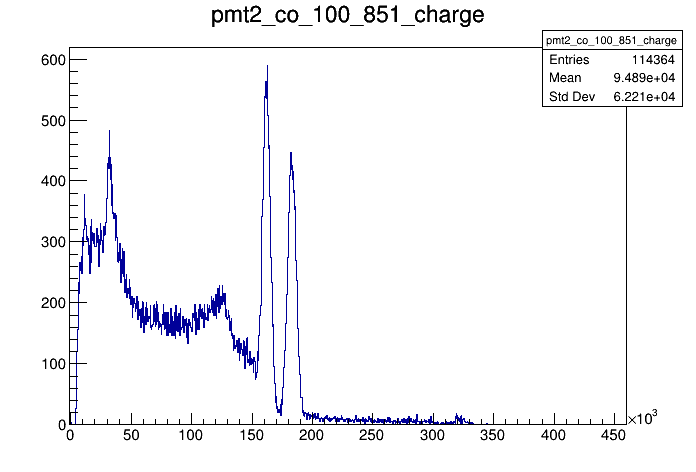 pmt2_co_100_851_charge
pmt2_co_100_851_charge
Entries 114364
Mean 9.489e+04
Std Dev 6.221e+04
600
500
400
300
200
100
0
0 50 100 150 200 250 300 350 400 450
×10³